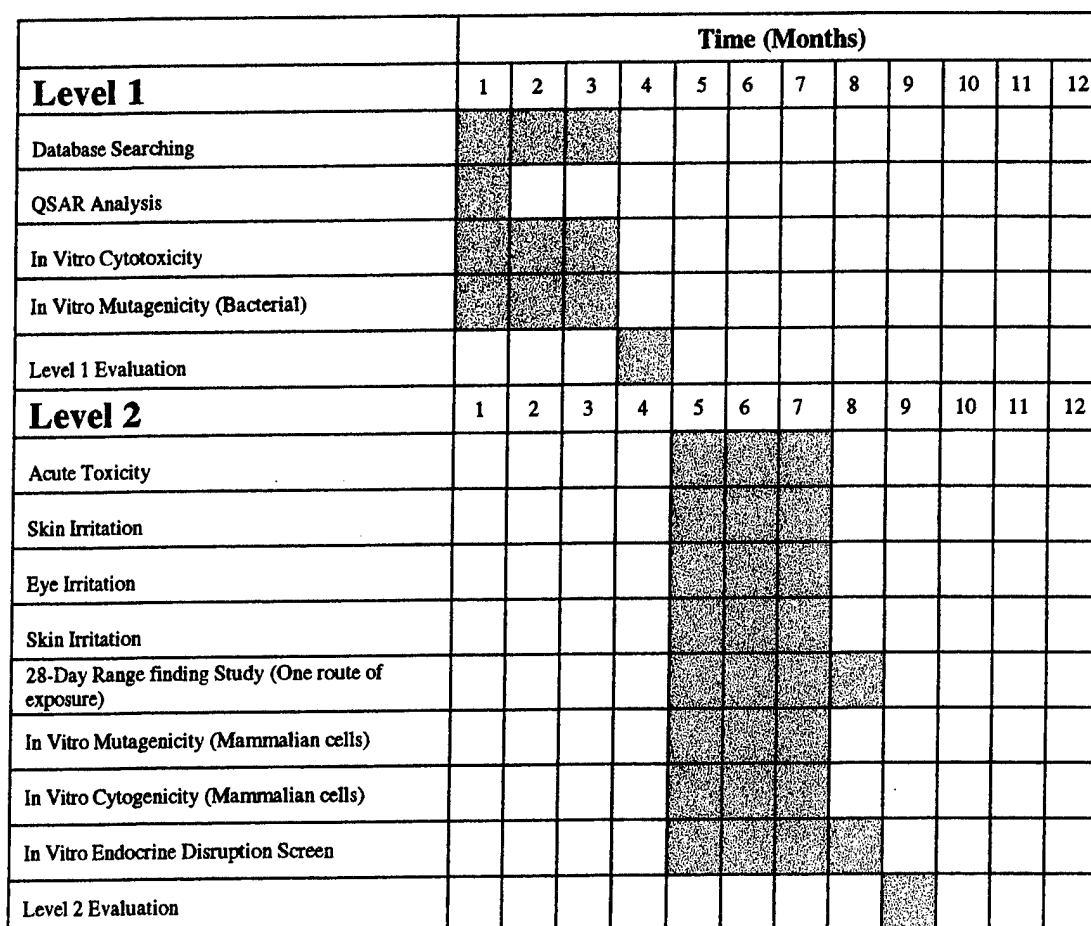 Time (Months)
Level 1 1 2 3 4 5 6 7 8 9 10 11 12
Database Searching
QSAR Analysis
In Vitro Cytotoxicity
In Vitro Mutagenicity (Bacterial)
Level 1 Evaluation
Level 2 1 2 3 4 5 6 7 8 9 10 11 12
Acute Toxicity
Skin Irritation
Eye Irritation
Skin Irritation
28-Day Range finding Study (One route of
exposure)
In Vitro Mutagenicity (Mammalian cells)
In Vitro Cytogenicity (Mammalian cells)
In Vitro Endocrine Disruption Screen
Level 2 Evaluation